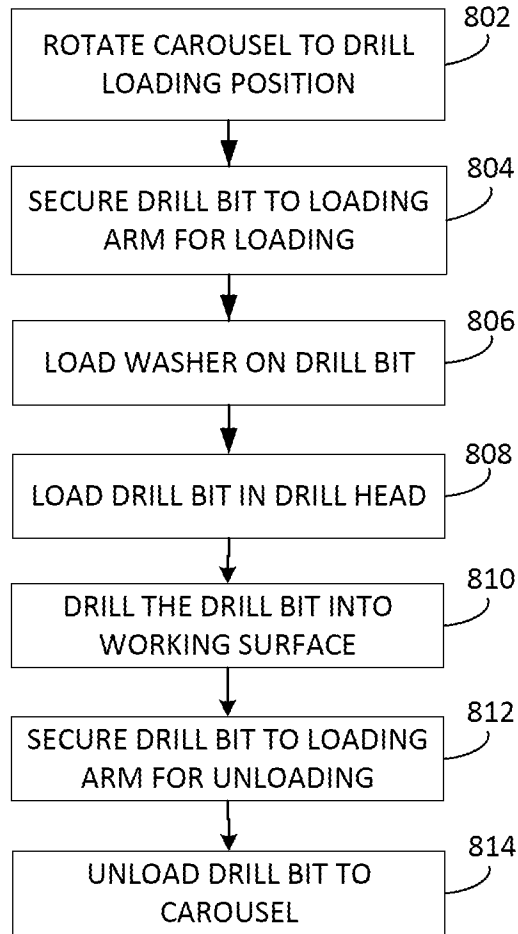 802
ROTATE CAROUSEL TO DRILL
LOADING POSITION
804
SECURE DRILL BIT TO LOADING
ARM FOR LOADING
806
LOAD WASHER ON DRILL BIT
808
LOAD DRILL BIT IN DRILL HEAD
810
DRILL THE DRILL BIT INTO
WORKING SURFACE
812
SECURE DRILL BIT TO LOADING
ARM FOR UNLOADING
814
UNLOAD DRILL BIT TO
CAROUSEL